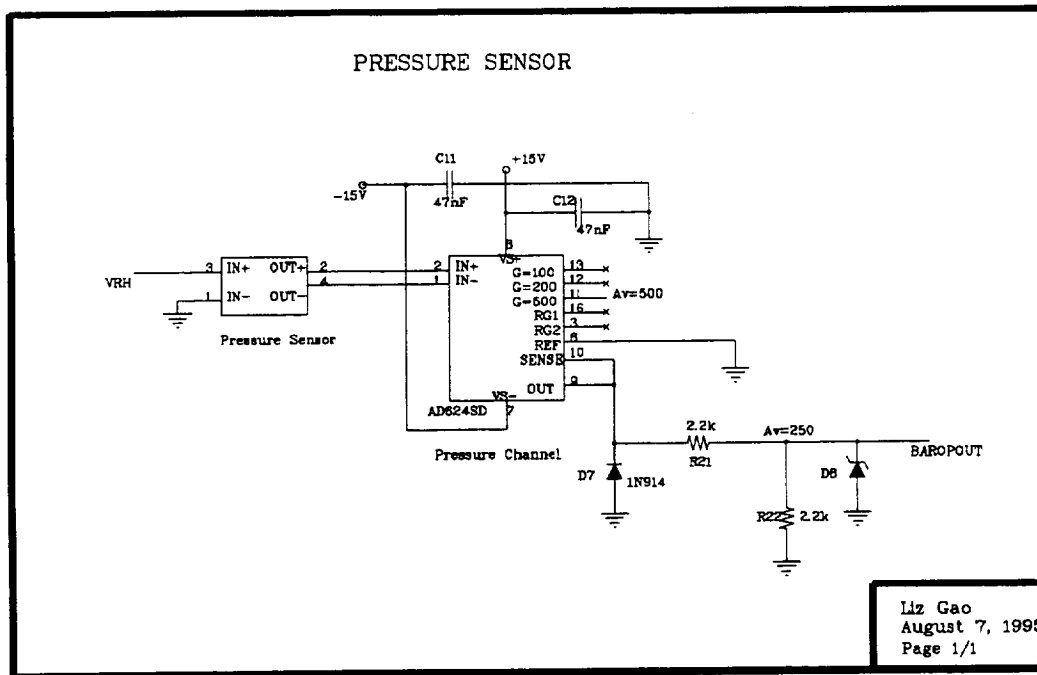 PRESSURE SENSOR
C11
+15V
-15V
47nF
C12
47nF
8
VS+
VRH
3 IN+ OUT+ 2
1 IN- OUT- 4
Pressure Sensor
2 IN+
1 IN-
G=100 13
G=200 12
G=500 11 Av=500
RG1 16
RG2 3
REF 6
SENSE 10
OUT 9
VS-
AD624SD 7
Pressure Channel
2.2k
R21
Av=250
BAROPOUT
D7
1N914
D8
R22 2.2k
Liz Gao
August 7, 1995
Page 1/1